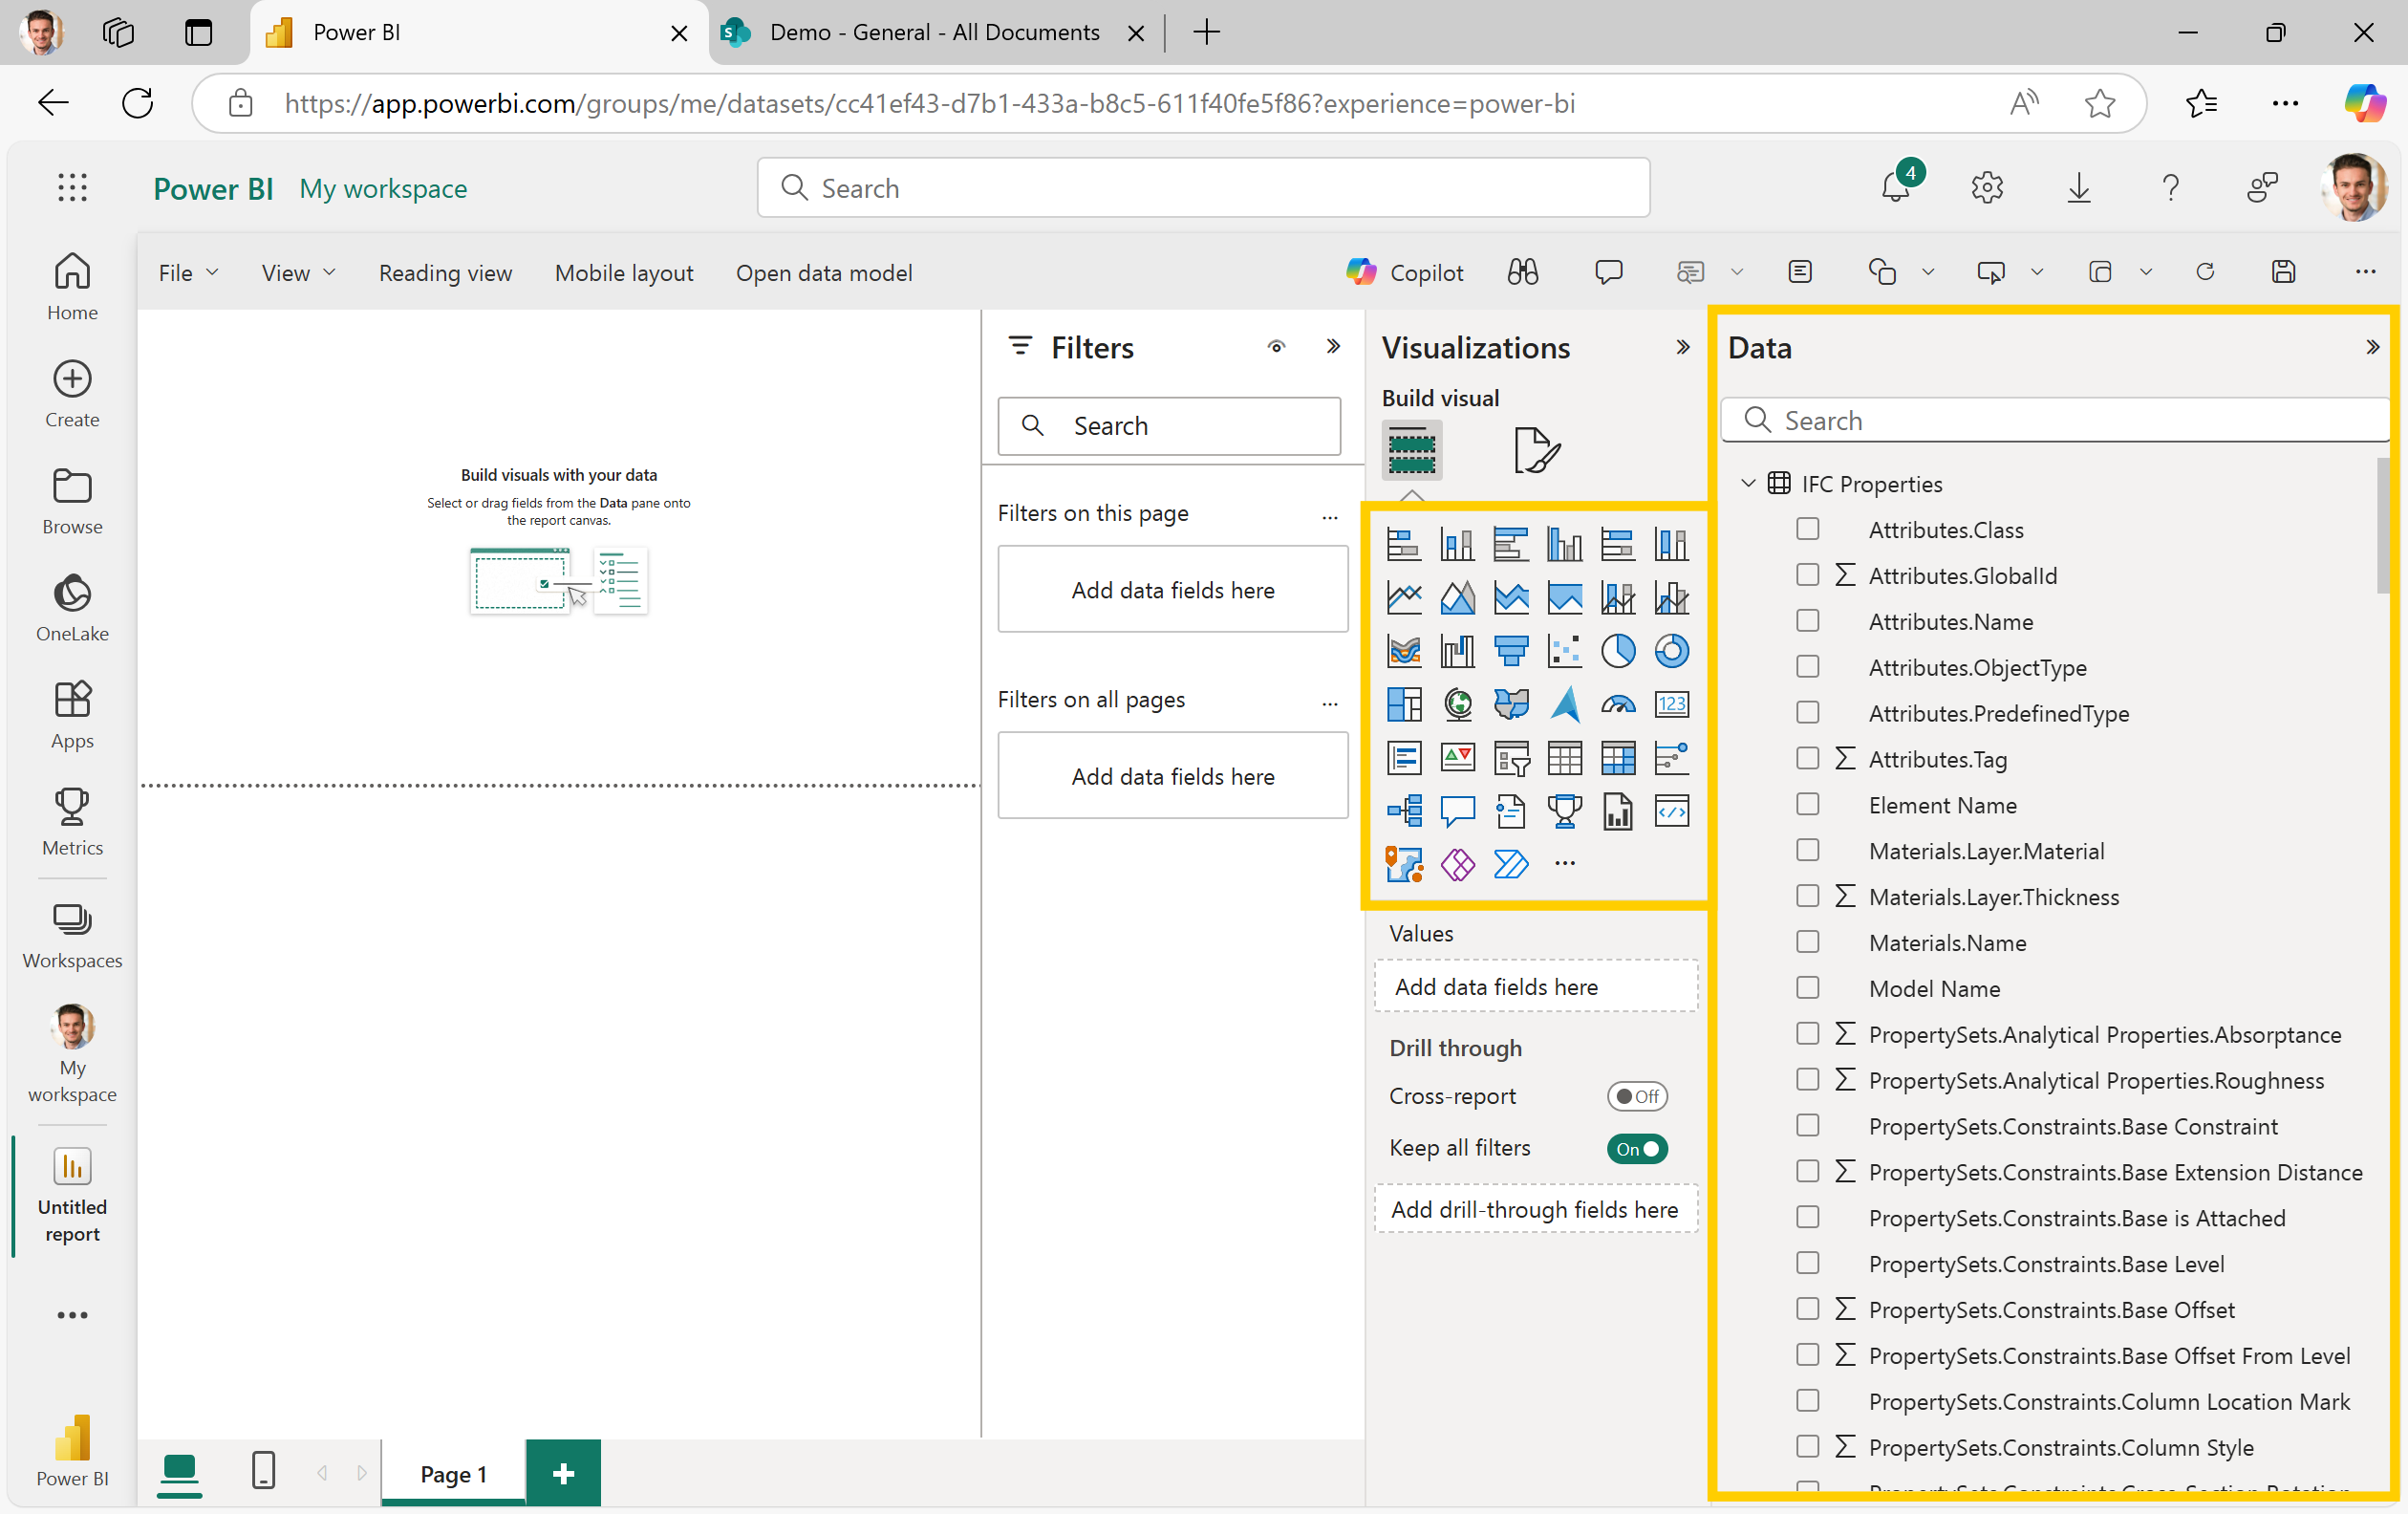 Power BI
Demo - General - All Documents
https://app.powerbi.com/groups/me/datasets/cc41ef43-d7b1-433a-b8c5-611f40fe5f86?experience=power-bi
Power BI My workspace
Search
4
File
View
Reading view
Mobile layout
Open data model
Copilot
Home
Create
Browse
OneLake
Apps
Metrics
Workspaces
My
workspace
Untitled
report
Power BI
Build visuals with your data
Select or drag fields from the Data pane onto
the report canvas.
Page 1
Filters
Search
Filters on this page
Add data fields here
Filters on all pages
Add data fields here
Visualizations
Build visual
123
Values
Add data fields here
Drill through
Cross-report
Off
Keep all filters
On
Add drill-through fields here
Data
Search
IFC Properties
Attributes.Class
Attributes.GlobalId
Attributes.Name
Attributes.ObjectType
Attributes.PredefinedType
Attributes.Tag
Element Name
Materials.Layer.Material
Materials.Layer.Thickness
Materials.Name
Model Name
PropertySets.Analytical Properties.Absorptance
PropertySets.Analytical Properties.Roughness
PropertySets.Constraints.Base Constraint
PropertySets.Constraints.Base Extension Distance
PropertySets.Constraints.Base is Attached
PropertySets.Constraints.Base Level
PropertySets.Constraints.Base Offset
PropertySets.Constraints.Base Offset From Level
PropertySets.Constraints.Column Location Mark
PropertySets.Constraints.Column Style